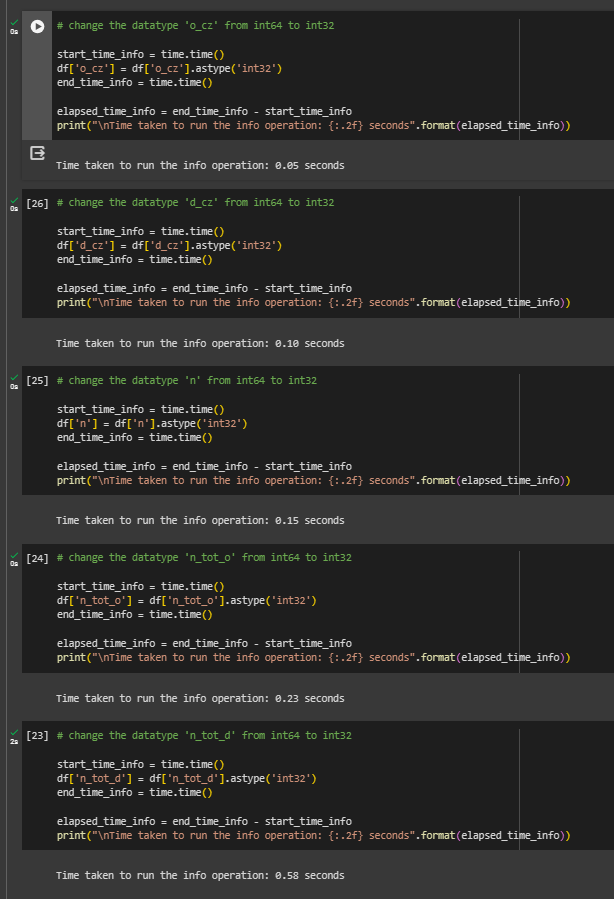 0s
# change the datatype 'o_cz' from int64 to int32
start_time_info = time.time()
df['o_cz'] = df['o_cz'].astype('int32')
end_time_info = time.time()
elapsed_time_info = end_time_info - start_time_info
print("\nTime taken to run the info operation: {:.2f} seconds".format(elapsed_time_info))
Time taken to run the info operation: 0.05 seconds
0s
[26] # change the datatype 'd_cz' from int64 to int32
start_time_info = time.time()
df['d_cz'] = df['d_cz'].astype('int32')
end_time_info = time.time()
elapsed_time_info = end_time_info - start_time_info
print("\nTime taken to run the info operation: {:.2f} seconds".format(elapsed_time_info))
Time taken to run the info operation: 0.10 seconds
0s
[25] # change the datatype 'n' from int64 to int32
start_time_info = time.time()
df['n'] = df['n'].astype('int32')
end_time_info = time.time()
elapsed_time_info = end_time_info - start_time_info
print("\nTime taken to run the info operation: {:.2f} seconds".format(elapsed_time_info))
Time taken to run the info operation: 0.15 seconds
0s
[24] # change the datatype 'n_tot_o' from int64 to int32
start_time_info = time.time()
df['n_tot_o'] = df['n_tot_o'].astype('int32')
end_time_info = time.time()
elapsed_time_info = end_time_info - start_time_info
print("\nTime taken to run the info operation: {:.2f} seconds".format(elapsed_time_info))
Time taken to run the info operation: 0.23 seconds
2s
[23] # change the datatype 'n_tot_d' from int64 to int32
start_time_info = time.time()
df['n_tot_d'] = df['n_tot_d'].astype('int32')
end_time_info = time.time()
elapsed_time_info = end_time_info - start_time_info
print("\nTime taken to run the info operation: {:.2f} seconds".format(elapsed_time_info))
Time taken to run the info operation: 0.58 seconds